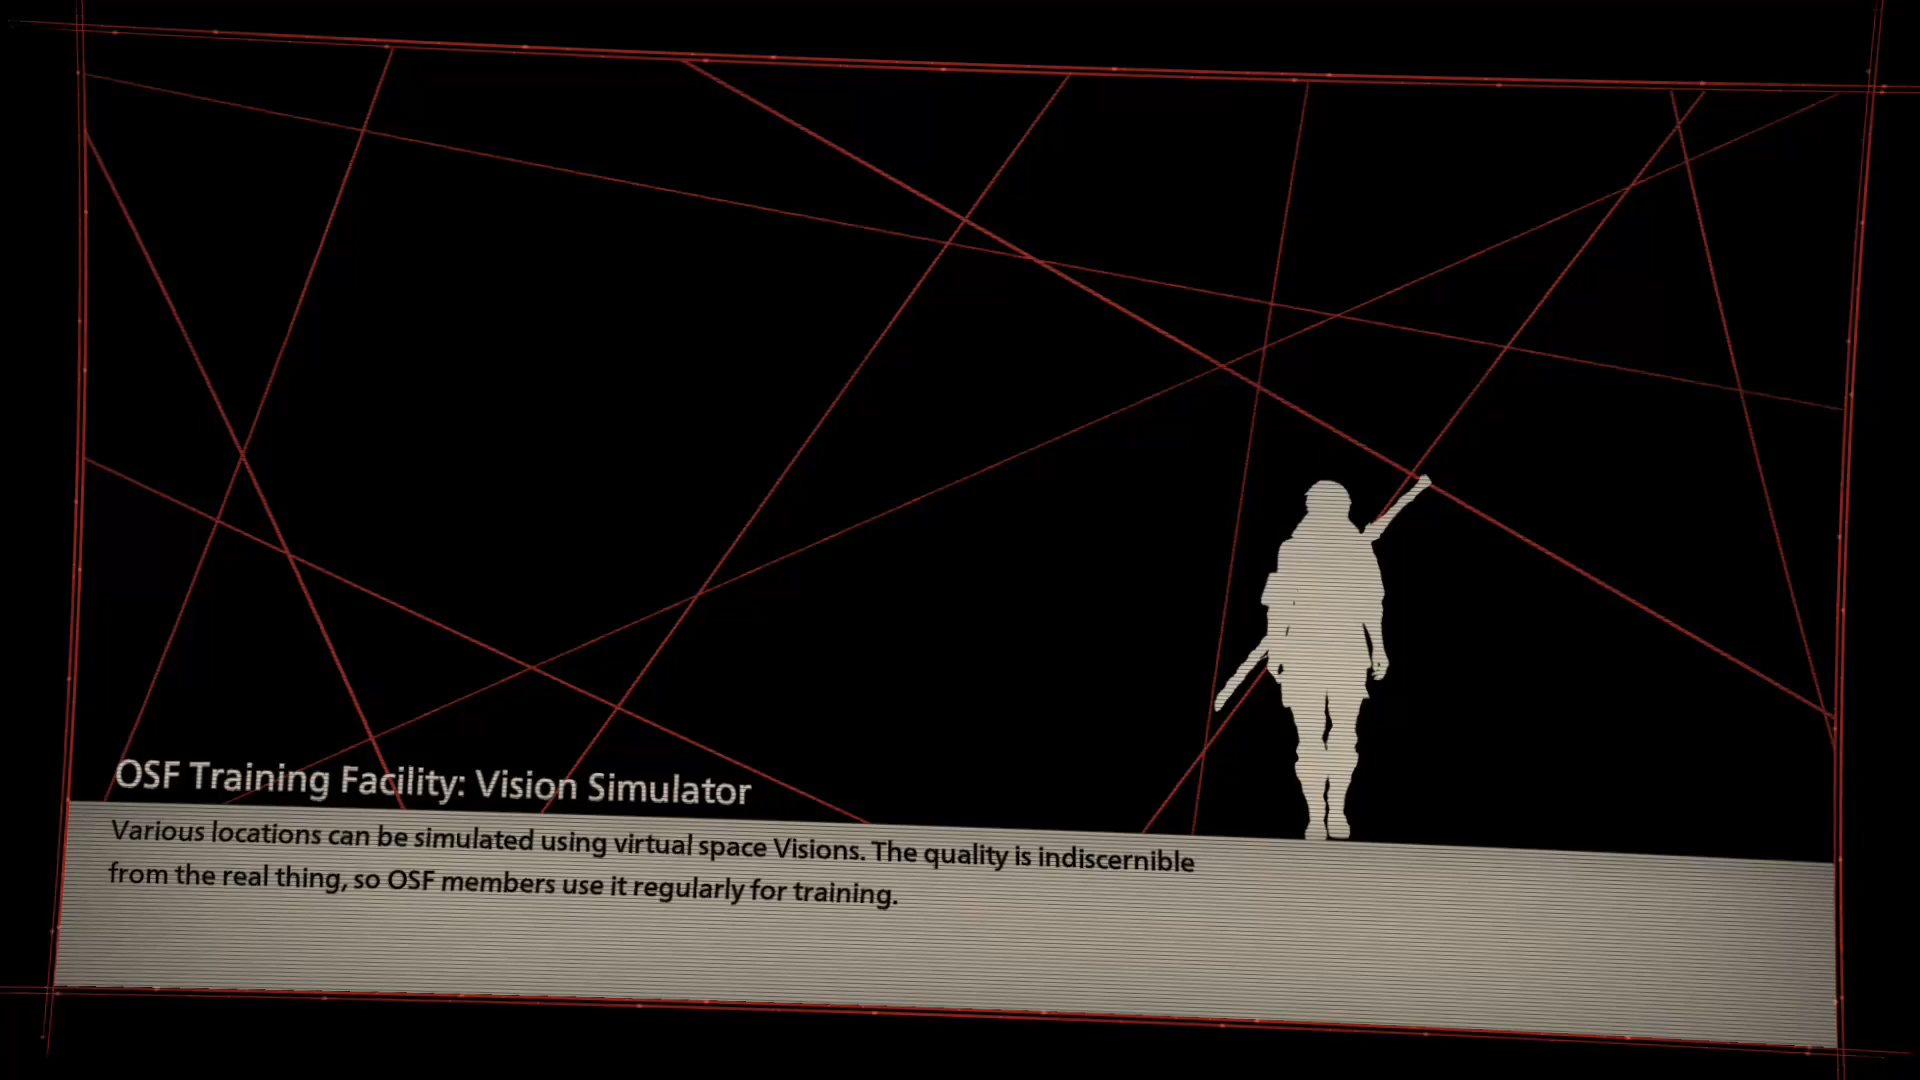 OSF Training Facility: Vision Simulator
Various locations can be simulated using virtual space Visions. The quality is indiscernible
from the real thing, so OSF members use it regularly for training.